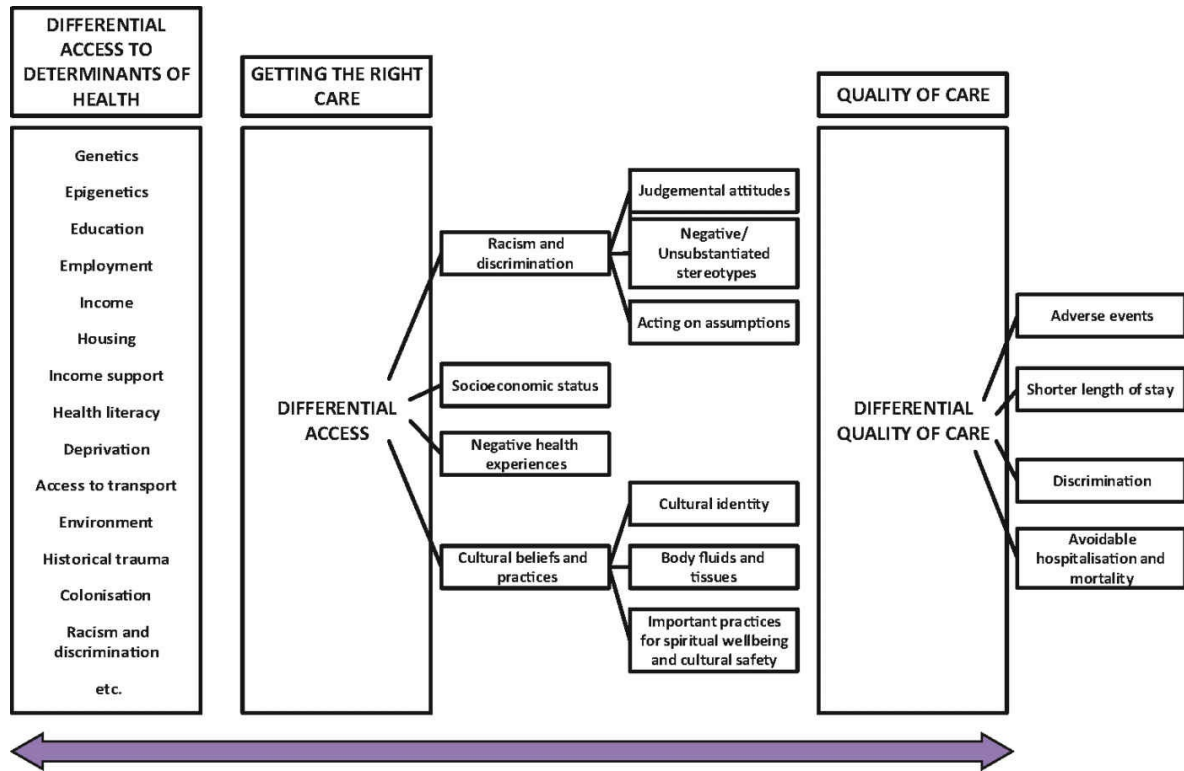 DIFFERENTIAL
ACCESS TO
DETERMINANTS OF
HEALTH
Genetics
Epigenetics
Education
Employment
Income
Housing
Income support
Health literacy
Deprivation
Access to transport
Environment
Historical trauma
Colonisation
Racism and
discrimination
etc.
GETTING THE RIGHT
CARE
DIFFERENTIAL
ACCESS
Racism and
discrimination
Judgemental attitudes
Negative/
Unsubstantiated
stereotypes
Acting on assumptions
Socioeconomic status
Negative health
experiences
Cultural beliefs and
practices
Cultural identity
Body fluids and
tissues
Important practices
for spiritual wellbeing
and cultural safety
QUALITY OF CARE
DIFFERENTIAL
QUALITY OF CARE
Adverse events
Shorter length of stay
Discrimination
Avoidable
hospitalisation and
mortality